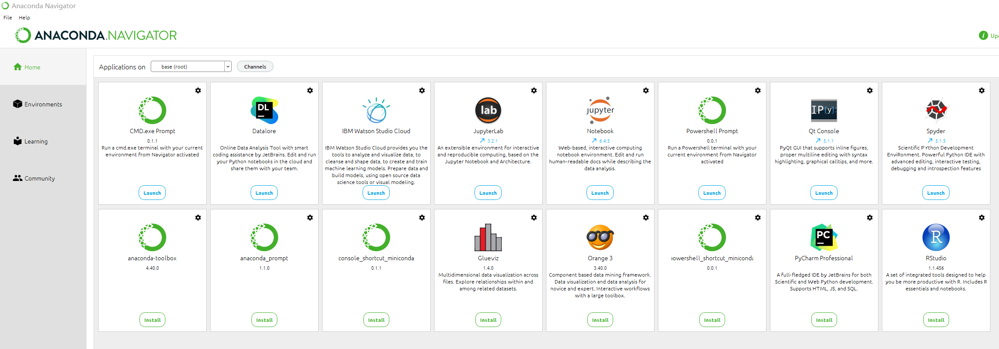 Anaconda Navigator
File Help
ANACONDA.NAVIGATOR
Home
Environments
Learning
Community
Applications on base (root) Channels
CMD.exe Prompt
0.1.1
Run a cmd.exe terminal with your current
environment from Navigator activated
Launch
DL
Datalore
Online Data Analysis Tool with smart
coding assistance by JetBrains. Edit and run
your Python notebooks in the cloud and
share them with your team.
Launch
IBM Watson Studio Cloud
IBM Watson Studio Cloud provides you the
tools to analyze and visualize data, to
cleanse and shape data, to create and train
machine learning models. Prepare data and
build models, using open source data
science tools or visual modeling.
Launch
lab
JupyterLab
3.2.1
An extensible environment for interactive
and reproducible computing, based on the
Jupyter Notebook and Architecture.
Launch
jupyter
Notebook
6.4.5
Web-based, interactive computing
notebook environment. Edit and run
human-readable docs while describing the
data analysis.
Launch
Powershell Prompt
0.0.1
Run a Powershell terminal with your
current environment from Navigator
activated
Launch
IP[y]:
Qt Console
5.1.1
PyQt GUI that supports inline figures,
proper multiline editing with syntax
highlighting, graphical calltips, and more.
Launch
Spyder
5.1.5
Scientific PYthon Development
EnviRonment. Powerful Python IDE with
advanced editing, interactive testing,
debugging and introspection features
Launch
anaconda-toolbox
4.40.0
Install
anaconda_prompt
1.1.0
Install
console_shortcut_miniconda
0.1.1
Install
Glueviz
1.4.0
Multidimensional data visualization across
files. Explore relationships within and
among related datasets.
Install
Orange 3
3.40.0
Component based data mining framework.
Data visualization and data analysis for
novice and expert. Interactive workflows
with a large toolbox.
Install
powershell_shortcut_miniconda
0.0.1
Install
PC
PyCharm Professional
A full-fledged IDE by JetBrains for both
Scientific and Web Python development.
Supports HTML, JS, and SQL.
Install
R
RStudio
1.1.456
A set of integrated tools designed to help
you be more productive with R. Includes R
essentials and notebooks.
Install